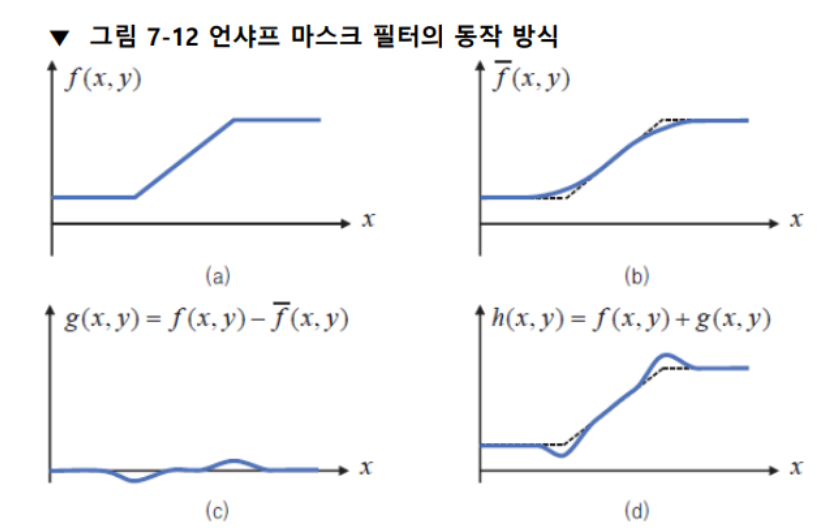 ▼ 그림 7-12 언샤프 마스크 필터의 동작 방식
f(x, y)
x
(a)
f̅(x, y)
x
(b)
g(x, y) = f(x, y) − f̅(x, y)
x
(c)
h(x, y) = f(x, y) + g(x, y)
x
(d)